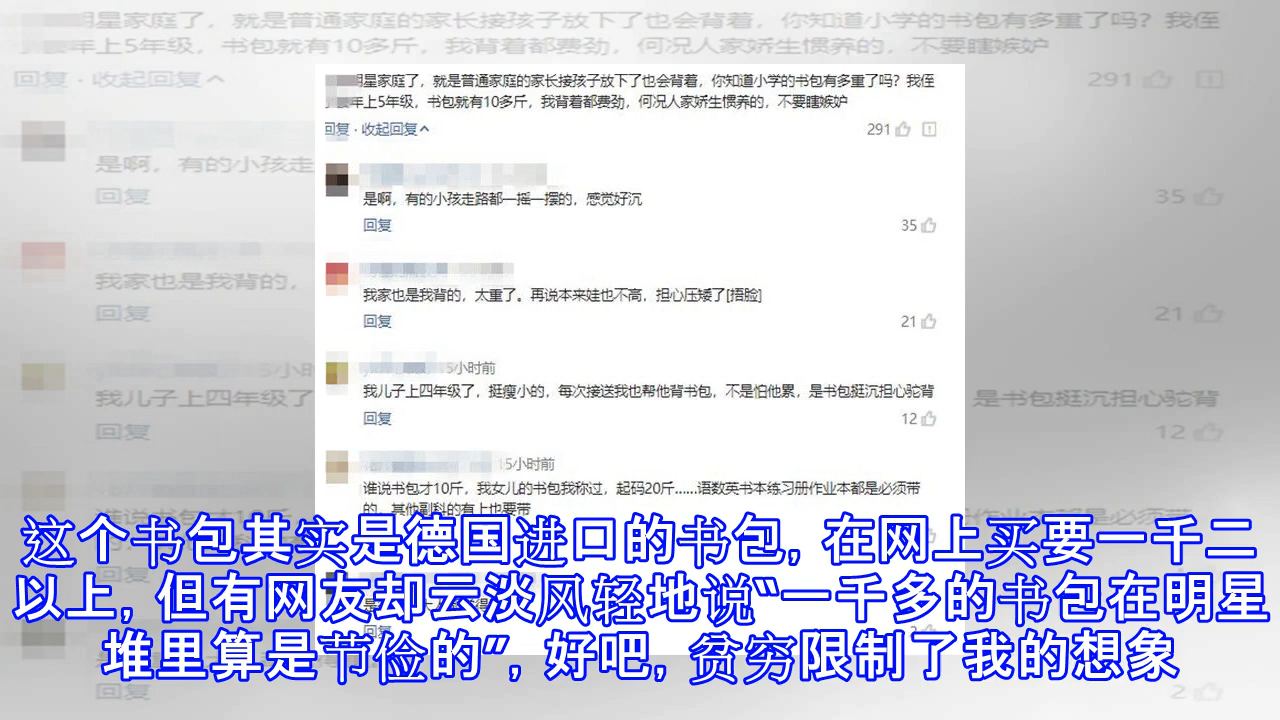 明星家庭了，就是普通家庭的家长接孩子放下了也会背着，你知道小学的书包有多重了吗？我侄
年上5年级，书包就有10多斤，我背着都费劲，何况人家娇生惯养的，不要瞎嫉妒
回复 · 收起回复
291
是啊，有的小孩走路都一摇一摆的，感觉好沉
回复
35
我家也是我背的，太重了。再说本来娃也不高，担心压矮了[捂脸]
回复
21
5小时前
我儿子上四年级了，挺瘦小的，每次接送我也帮他背书包，不是怕他累，是书包挺沉担心驼背
回复
12
15小时前
谁说书包才10斤，我女儿的书包我称过，起码20斤……语数英书本练习册作业本都是必须带
的，其他副科的有上也要带
这个书包其实是德国进口的书包，在网上买要一千二
以上，但有网友却云淡风轻地说“一千多的书包在明星
堆里算是节俭的”，好吧，贫穷限制了我的想象
回复
2